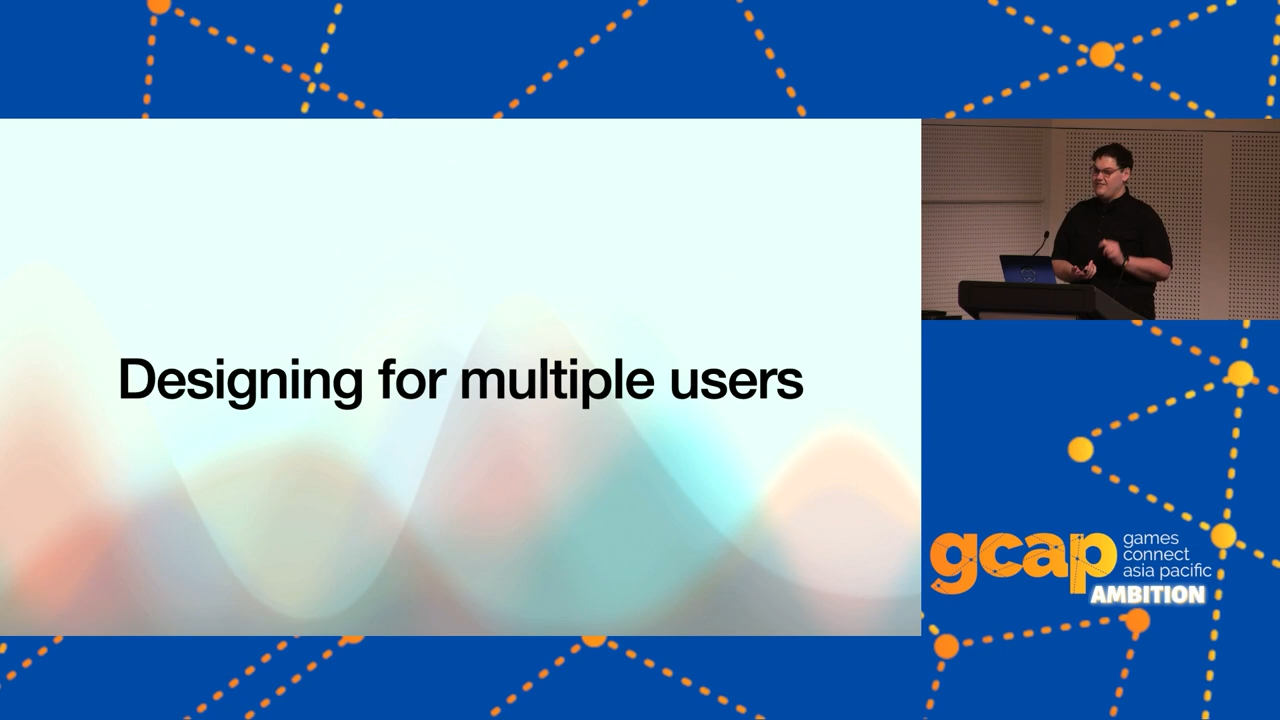 Designing for multiple users
gcap
games
connect
asia pacific
AMBITION